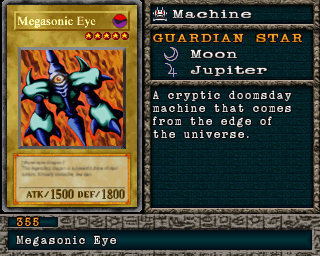 Megasonic Eye
Machine
GUARDIAN STAR
Moon
Jupiter
A cryptic doomsday
machine that comes
from the edge of
the universe.
ATK/1500 DEF/1800
355
Megasonic Eye